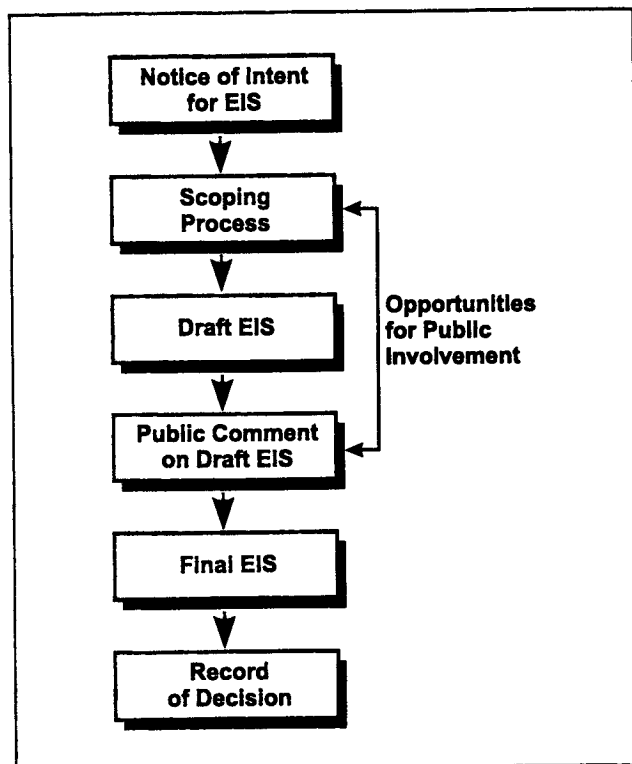 Notice of Intent
for EIS
Scoping
Process
Draft EIS
Opportunities
for Public
Involvement
Public Comment
on Draft EIS
Final EIS
Record
of Decision